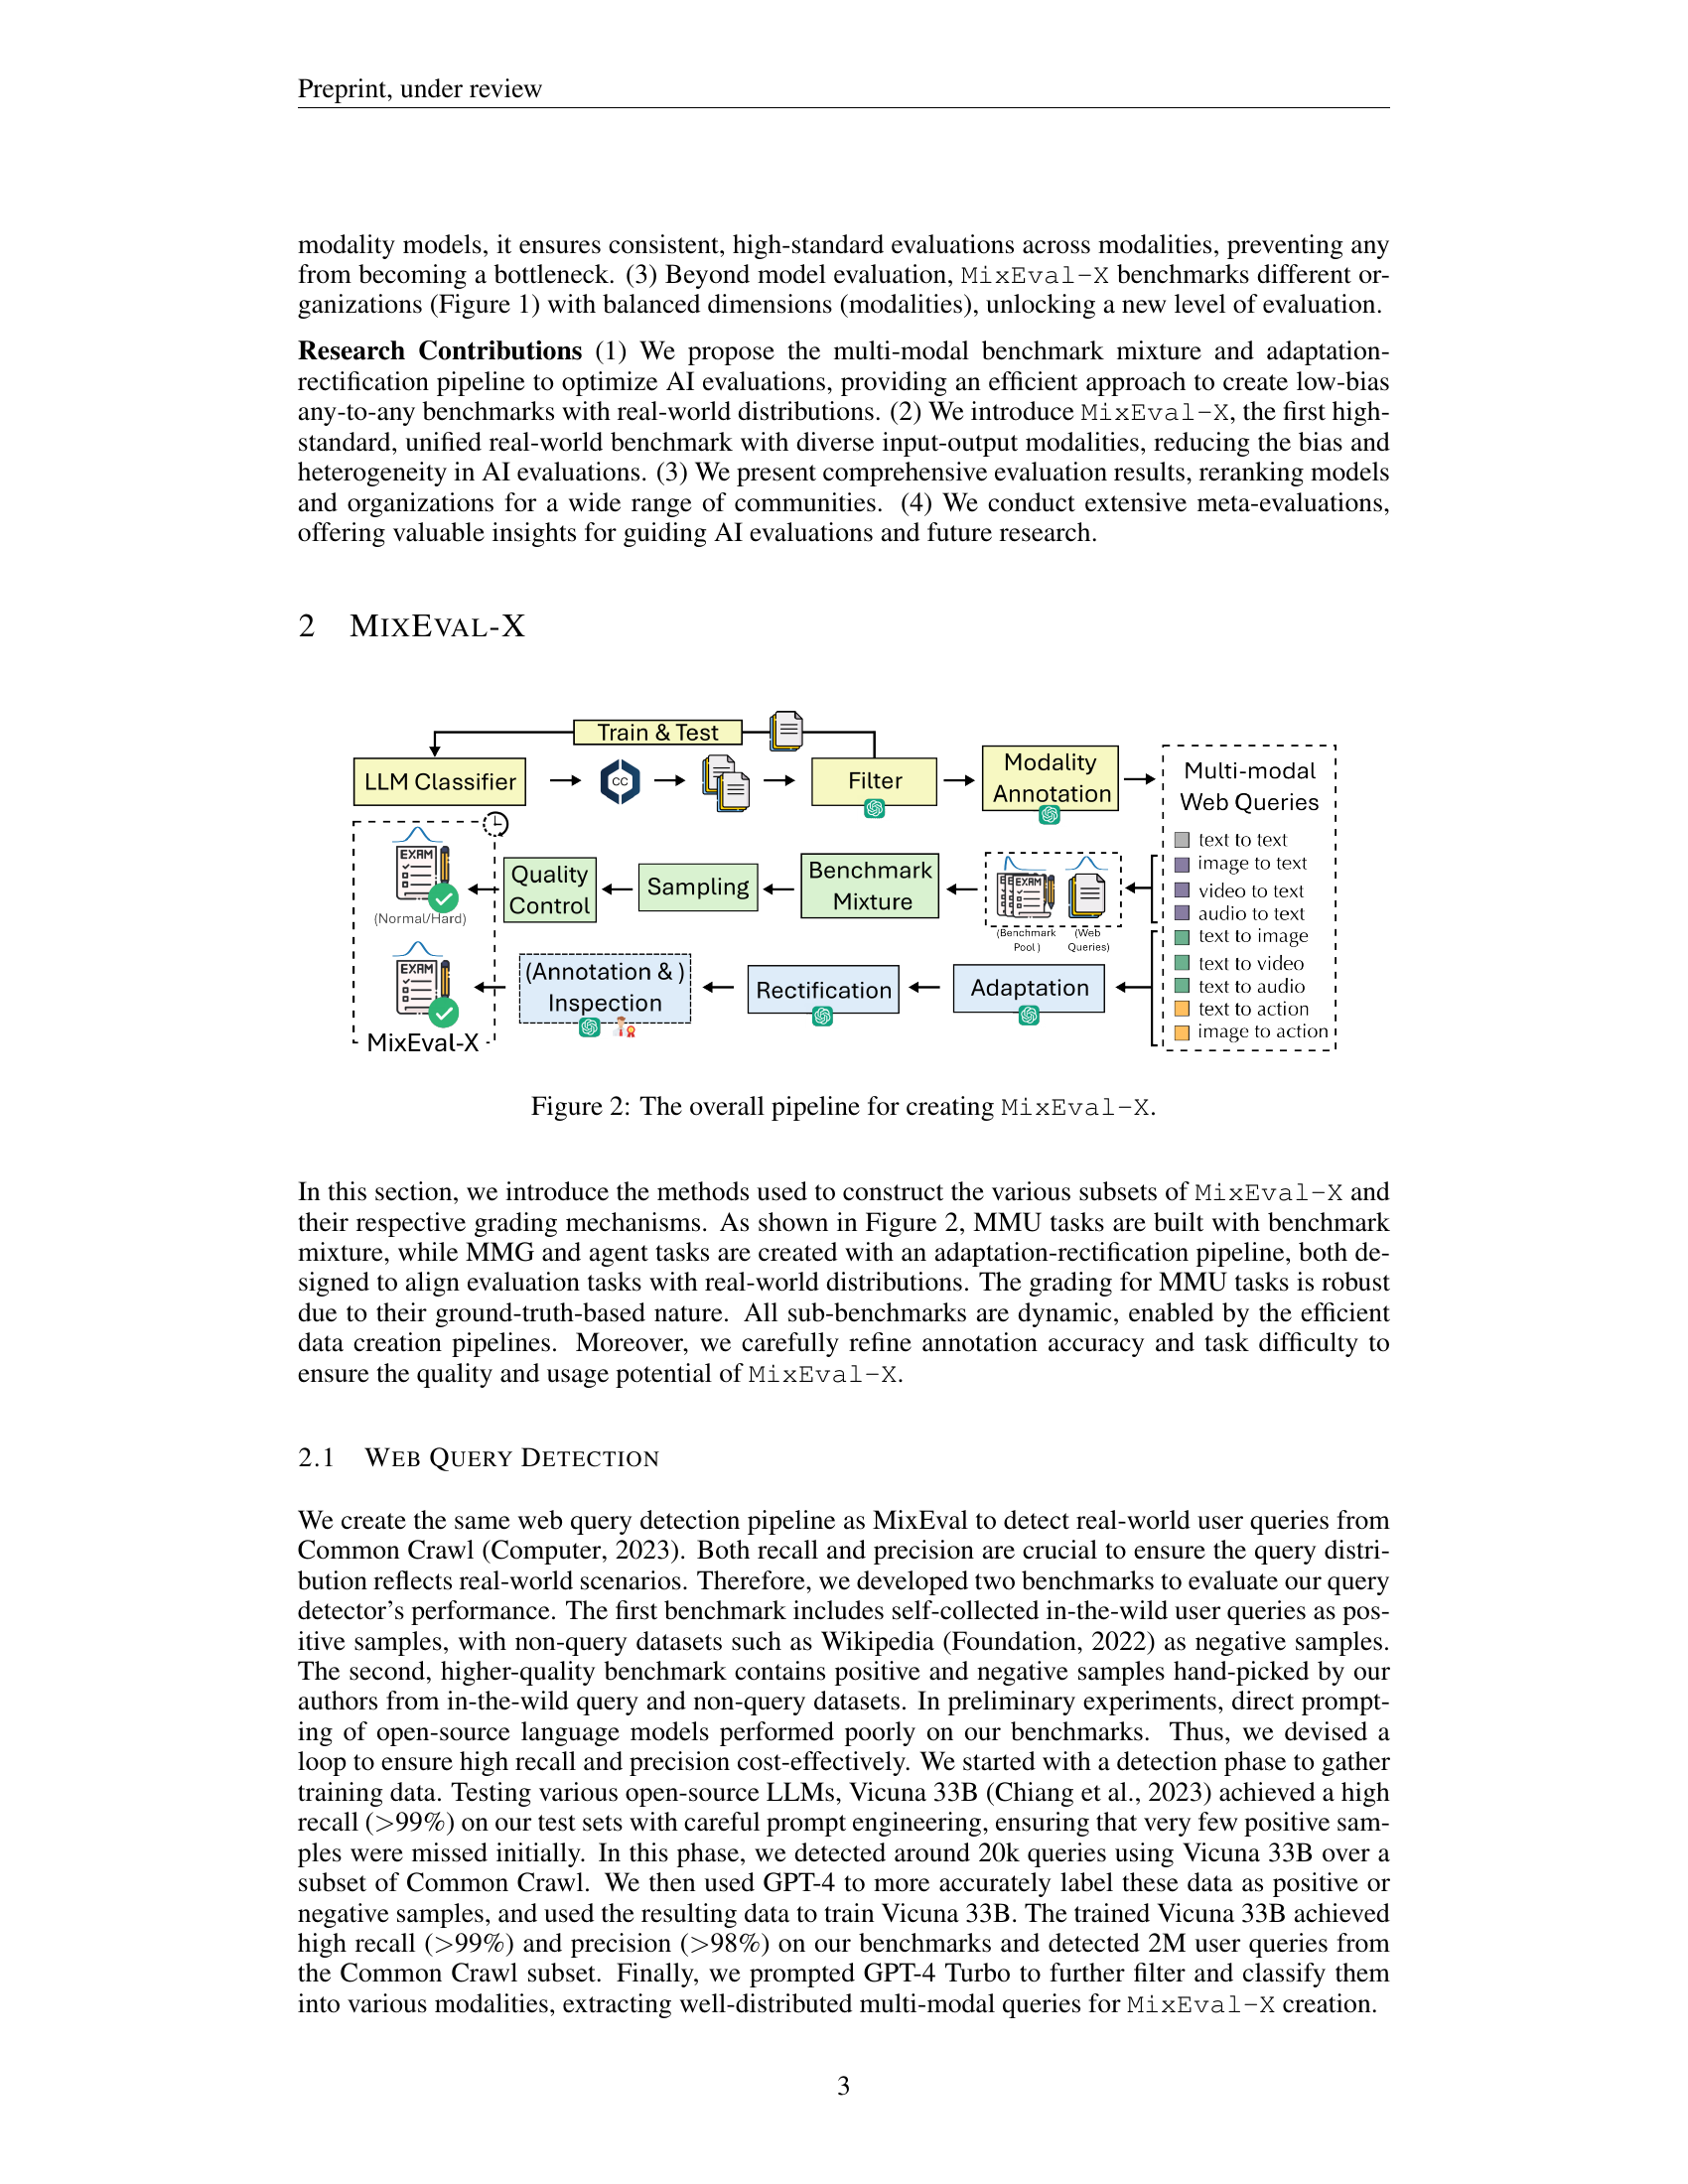 Preprint, under review
modality models, it ensures consistent, high-standard evaluations across modalities, preventing any
from becoming a bottleneck. (3) Beyond model evaluation, MixEval-X benchmarks different or-
ganizations (Figure 1) with balanced dimensions (modalities), unlocking a new level of evaluation.
Research Contributions (1) We propose the multi-modal benchmark mixture and adaptation-
rectification pipeline to optimize AI evaluations, providing an efficient approach to create low-bias
any-to-any benchmarks with real-world distributions. (2) We introduce MixEval-X, the first high-
standard, unified real-world benchmark with diverse input-output modalities, reducing the bias and
heterogeneity in AI evaluations. (3) We present comprehensive evaluation results, reranking models
and organizations for a wide range of communities. (4) We conduct extensive meta-evaluations,
offering valuable insights for guiding AI evaluations and future research.
2 MIXEVAL-X
Train & Test
LLM Classifier
CC
Filter
Modality
Annotation
Multi-modal
Web Queries
text to text
image to text
video to text
audio to text
text to image
text to video
text to audio
text to action
image to action
EXAM
(Normal/Hard)
Quality
Control
Sampling
Benchmark
Mixture
EXAM
(Benchmark
Pool)
(Web
Queries)
EXAM
MixEval-X
(Annotation & )
Inspection
Rectification
Adaptation
Figure 2: The overall pipeline for creating MixEval-X.
In this section, we introduce the methods used to construct the various subsets of MixEval-X and
their respective grading mechanisms. As shown in Figure 2, MMU tasks are built with benchmark
mixture, while MMG and agent tasks are created with an adaptation-rectification pipeline, both de-
signed to align evaluation tasks with real-world distributions. The grading for MMU tasks is robust
due to their ground-truth-based nature. All sub-benchmarks are dynamic, enabled by the efficient
data creation pipelines. Moreover, we carefully refine annotation accuracy and task difficulty to
ensure the quality and usage potential of MixEval-X.
2.1 WEB QUERY DETECTION
We create the same web query detection pipeline as MixEval to detect real-world user queries from
Common Crawl (Computer, 2023). Both recall and precision are crucial to ensure the query distri-
bution reflects real-world scenarios. Therefore, we developed two benchmarks to evaluate our query
detector's performance. The first benchmark includes self-collected in-the-wild user queries as pos-
itive samples, with non-query datasets such as Wikipedia (Foundation, 2022) as negative samples.
The second, higher-quality benchmark contains positive and negative samples hand-picked by our
authors from in-the-wild query and non-query datasets. In preliminary experiments, direct prompt-
ing of open-source language models performed poorly on our benchmarks. Thus, we devised a
loop to ensure high recall and precision cost-effectively. We started with a detection phase to gather
training data. Testing various open-source LLMs, Vicuna 33B (Chiang et al., 2023) achieved a high
recall (>99%) on our test sets with careful prompt engineering, ensuring that very few positive sam-
ples were missed initially. In this phase, we detected around 20k queries using Vicuna 33B over a
subset of Common Crawl. We then used GPT-4 to more accurately label these data as positive or
negative samples, and used the resulting data to train Vicuna 33B. The trained Vicuna 33B achieved
high recall (>99%) and precision (>98%) on our benchmarks and detected 2M user queries from
the Common Crawl subset. Finally, we prompted GPT-4 Turbo to further filter and classify them
into various modalities, extracting well-distributed multi-modal queries for MixEval-X creation.
3